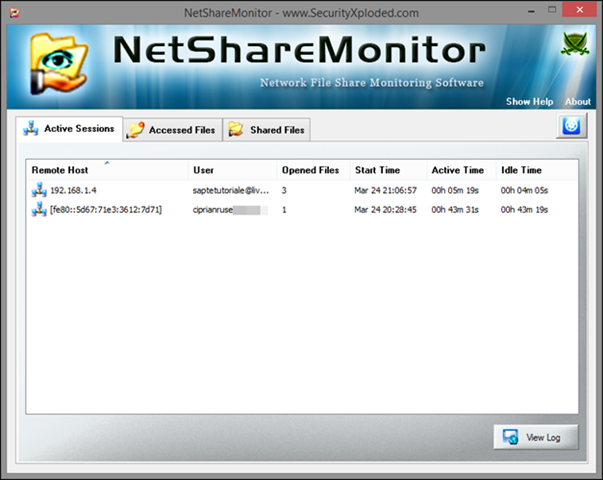 NetShareMonitor - www.SecurityXploded.com
NetShareMonitor
Network File Share Monitoring Software
Show Help About
Active Sessions Accessed Files Shared Files
Remote Host User Opened Files Start Time Active Time Idle Time
192.168.1.4 saptetutoriale@liv... 3 Mar 24 21:06:57 00h 05m 19s 00h 04m 05s
[fe80::5d67:71e3:3612:7d71] ciprianruse 1 Mar 24 20:28:45 00h 43m 31s 00h 43m 19s
View Log